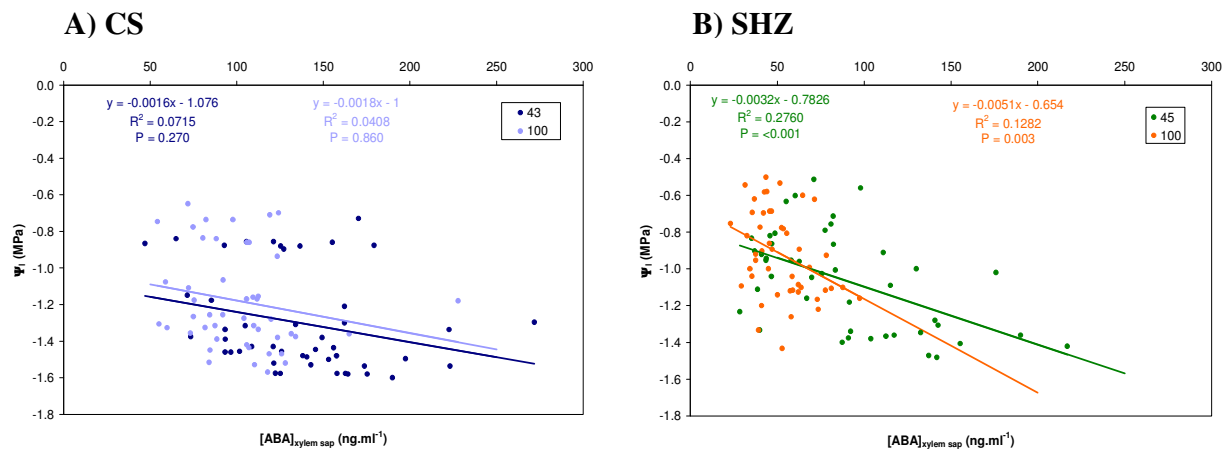 A) CS
0 50 100 150 200 250 300
0.0
-0.2
-0.4
-0.6
-0.8
-1.0
-1.2
-1.4
-1.6
-1.8
Ψl (MPa)
y = -0.0016x - 1.076
R² = 0.0715
P = 0.270
y = -0.0018x - 1
R² = 0.0408
P = 0.860
43
100
[ABA]xylem sap (ng.ml⁻¹)
B) SHZ
0 50 100 150 200 250 300
0.0
-0.2
-0.4
-0.6
-0.8
-1.0
-1.2
-1.4
-1.6
-1.8
Ψl (MPa)
y = -0.0032x - 0.7826
R² = 0.2760
P = <0.001
y = -0.0051x - 0.654
R² = 0.1282
P = 0.003
45
100
[ABA]xylem sap (ng.ml⁻¹)